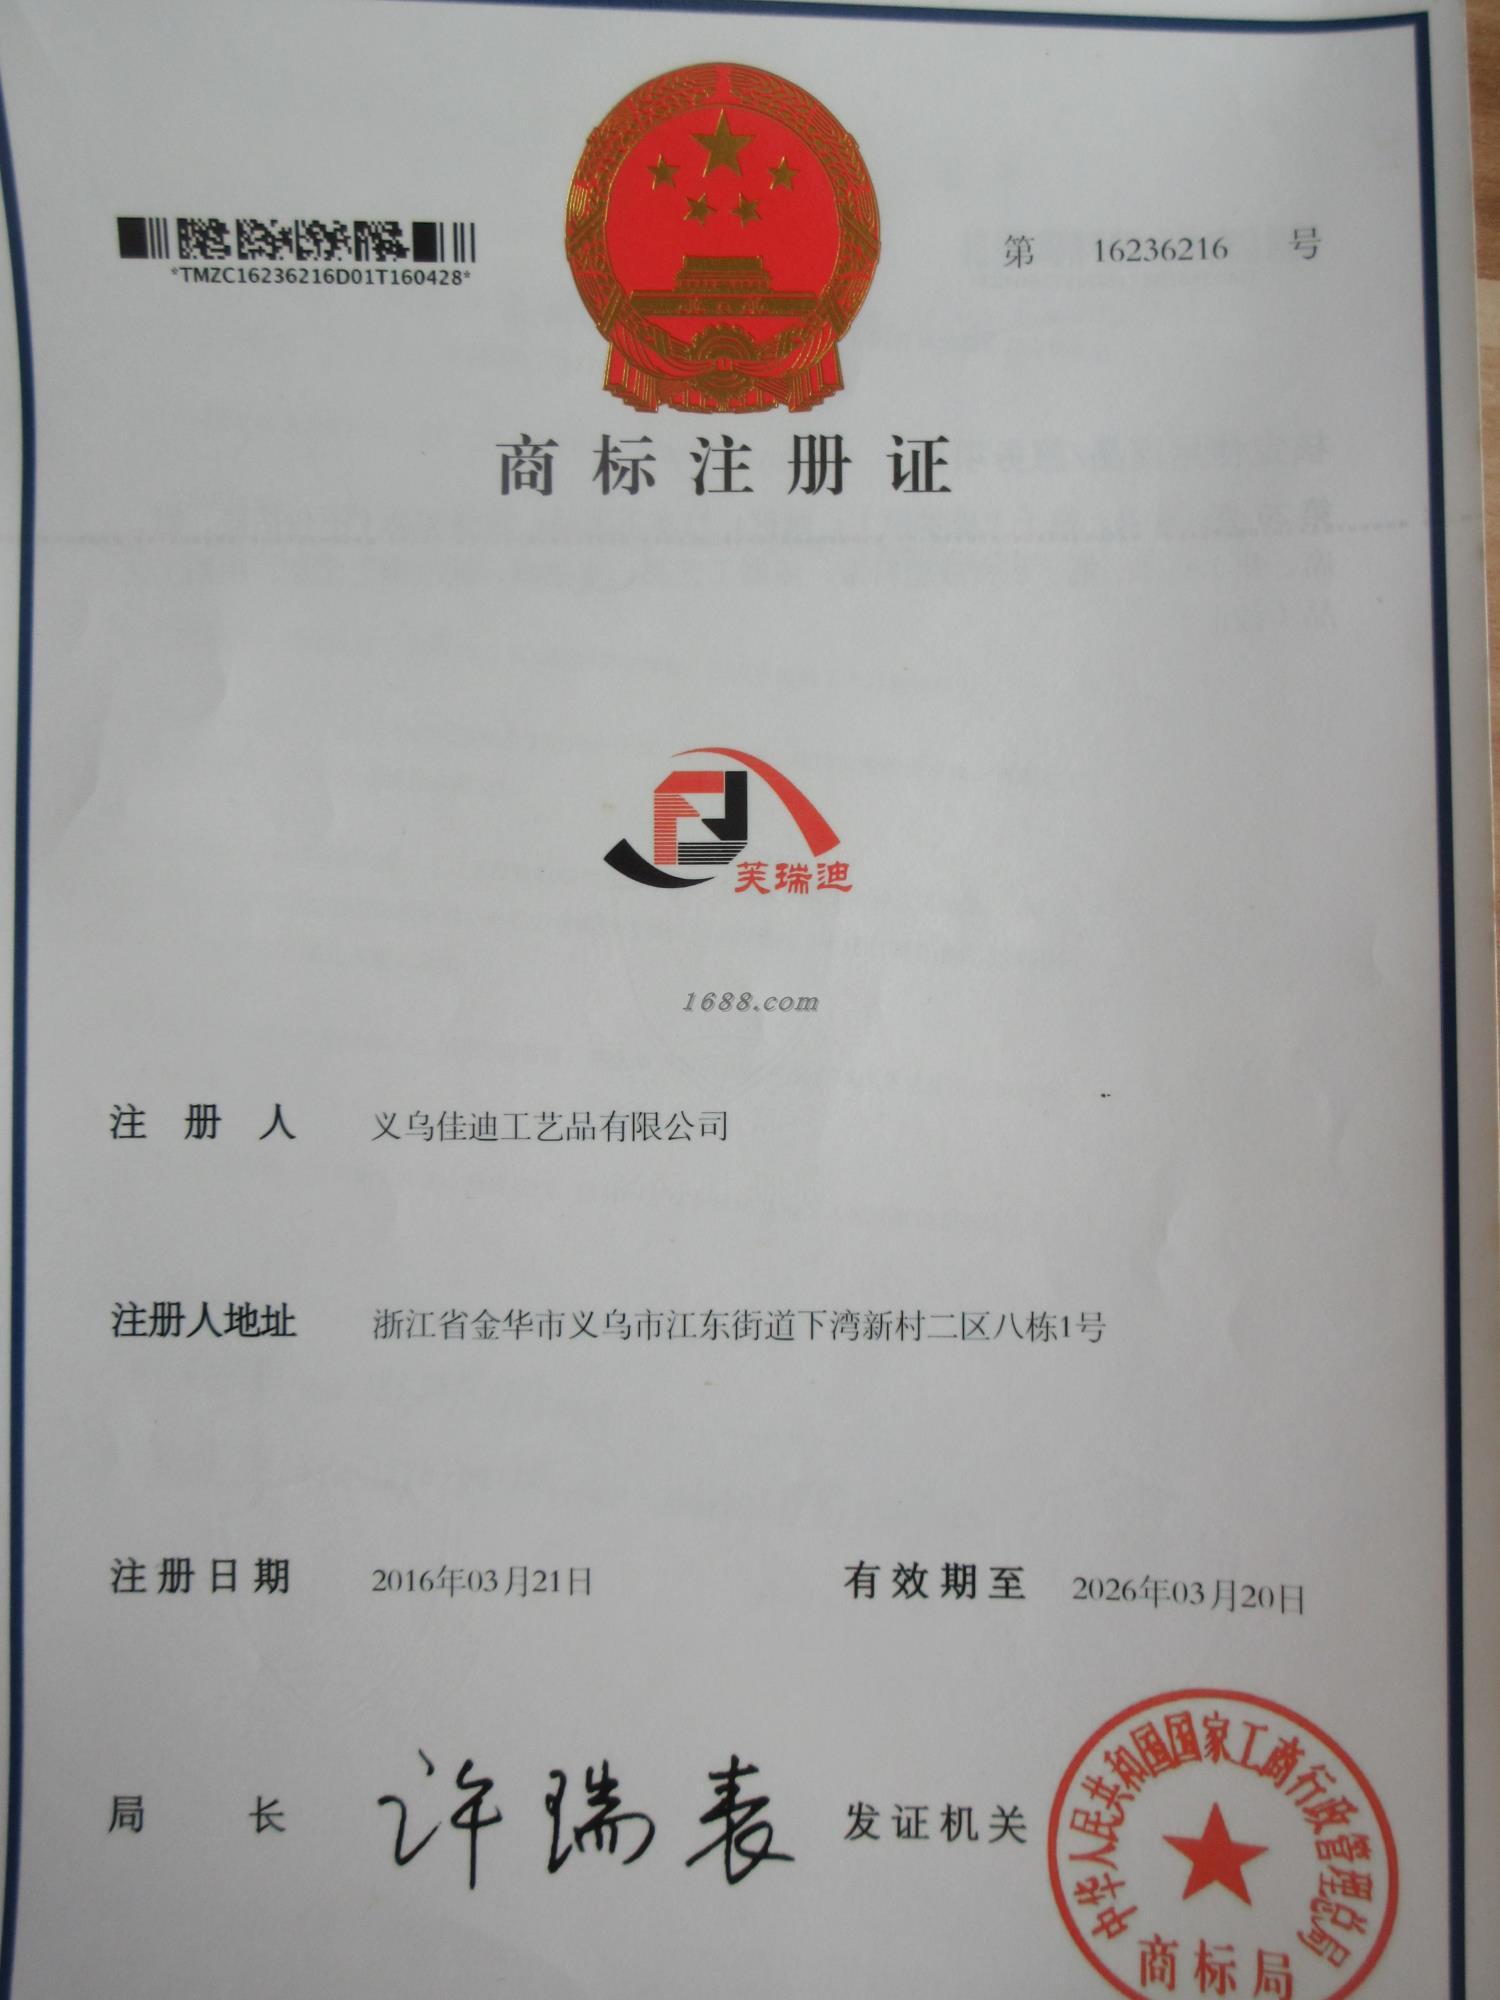 *TMZC16236216D01T160428*
第 16236216 号
商标注册证
芙瑞迪
1688.com
注册人 义乌佳迪工艺品有限公司
注册人地址 浙江省金华市义乌市江东街道下湾新村二区八栋1号
注册日期 2016年03月21日 有效期至 2026年03月20日
局长 许瑞表 发证机关
中华人民共和国国家工商行政管理总局
商标局